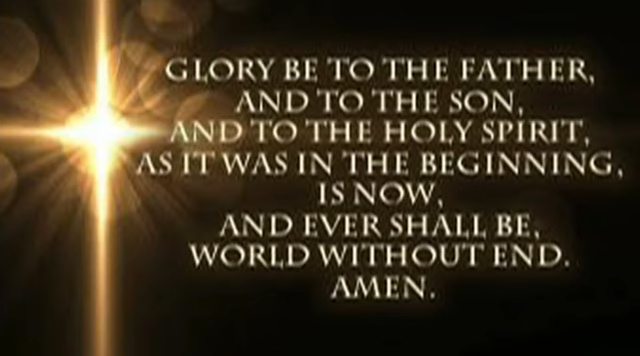 GLORY BE TO THE FATHER,
AND TO THE SON,
AND TO THE HOLY SPIRIT,
AS IT WAS IN THE BEGINNING,
IS NOW,
AND EVER SHALL BE,
WORLD WITHOUT END.
AMEN.